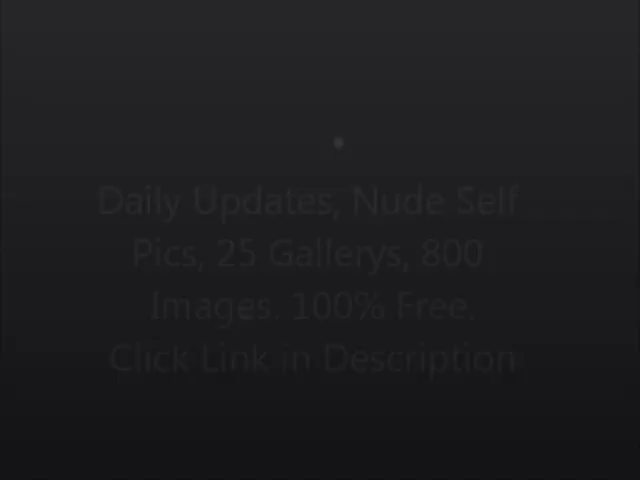 Daily Updates, Nude Self
Pics, 25 Gallerys, 800
Images. 100% Free.
Click Link in Description